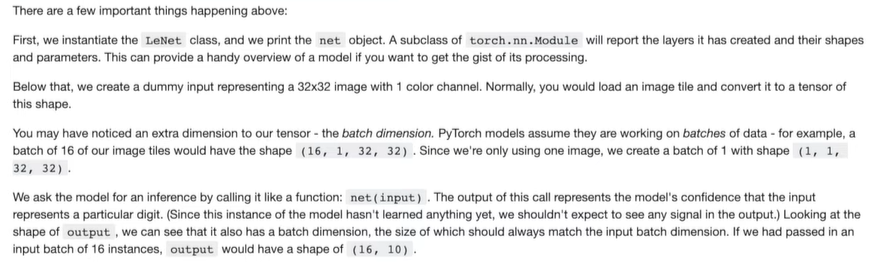 There are a few important things happening above:
First, we instantiate the LeNet class, and we print the net object. A subclass of torch.nn.Module will report the layers it has created and their shapes
and parameters. This can provide a handy overview of a model if you want to get the gist of its processing.
Below that, we create a dummy input representing a 32x32 image with 1 color channel. Normally, you would load an image tile and convert it to a tensor of
this shape.
You may have noticed an extra dimension to our tensor - the batch dimension. PyTorch models assume they are working on batches of data - for example, a
batch of 16 of our image tiles would have the shape (16, 1, 32, 32) . Since we're only using one image, we create a batch of 1 with shape (1, 1,
32, 32) .
We ask the model for an inference by calling it like a function: net(input) . The output of this call represents the model's confidence that the input
represents a particular digit. (Since this instance of the model hasn't learned anything yet, we shouldn't expect to see any signal in the output.) Looking at the
shape of output , we can see that it also has a batch dimension, the size of which should always match the input batch dimension. If we had passed in an
input batch of 16 instances, output would have a shape of (16, 10) .